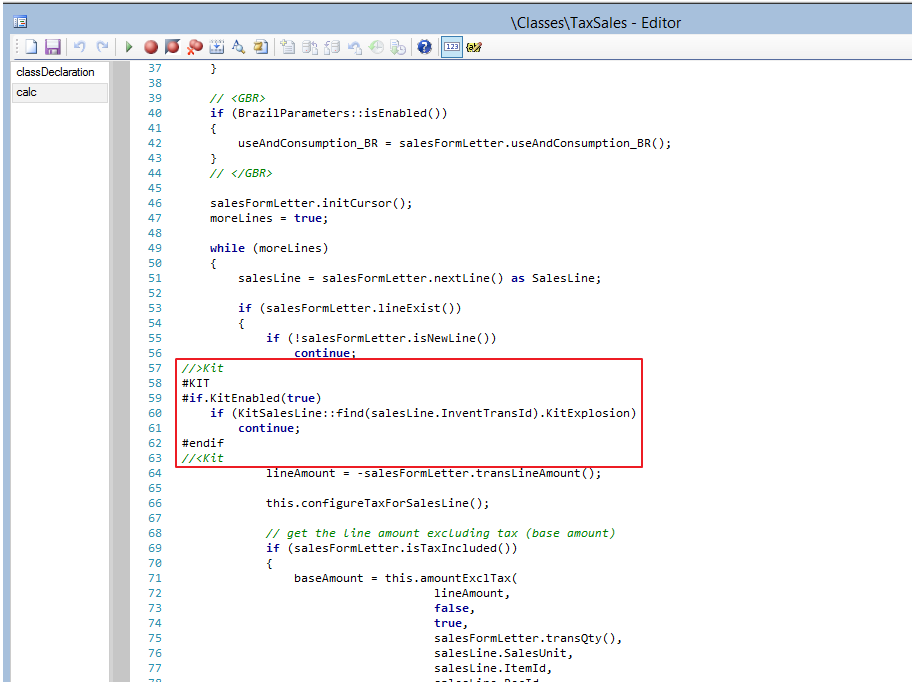 \Classes\TaxSales - Editor
classDeclaration
calc
37 }
38
39 // <GBR>
40 if (BrazilParameters::isEnabled())
41 {
42 useAndConsumption_BR = salesFormLetter.useAndConsumption_BR();
43 }
44 // </GBR>
45
46 salesFormLetter.initCursor();
47 moreLines = true;
48
49 while (moreLines)
50 {
51 salesLine = salesFormLetter.nextLine() as SalesLine;
52
53 if (salesFormLetter.lineExist())
54 {
55 if (!salesFormLetter.isNewLine())
56 continue;
57 //>Kit
58 #KIT
59 #if.KitEnabled(true)
60 if (KitSalesLine::find(salesLine.InventTransId).KitExplosion)
61 continue;
62 #endif
63 //<Kit
64 lineAmount = -salesFormLetter.transLineAmount();
65
66 this.configureTaxForSalesLine();
67
68 // get the line amount excluding tax (base amount)
69 if (salesFormLetter.isTaxIncluded())
70 {
71 baseAmount = this.amountExclTax(
72 lineAmount,
73 false,
74 true,
75 salesFormLetter.transQty(),
76 salesLine.SalesUnit,
77 salesLine.ItemId,